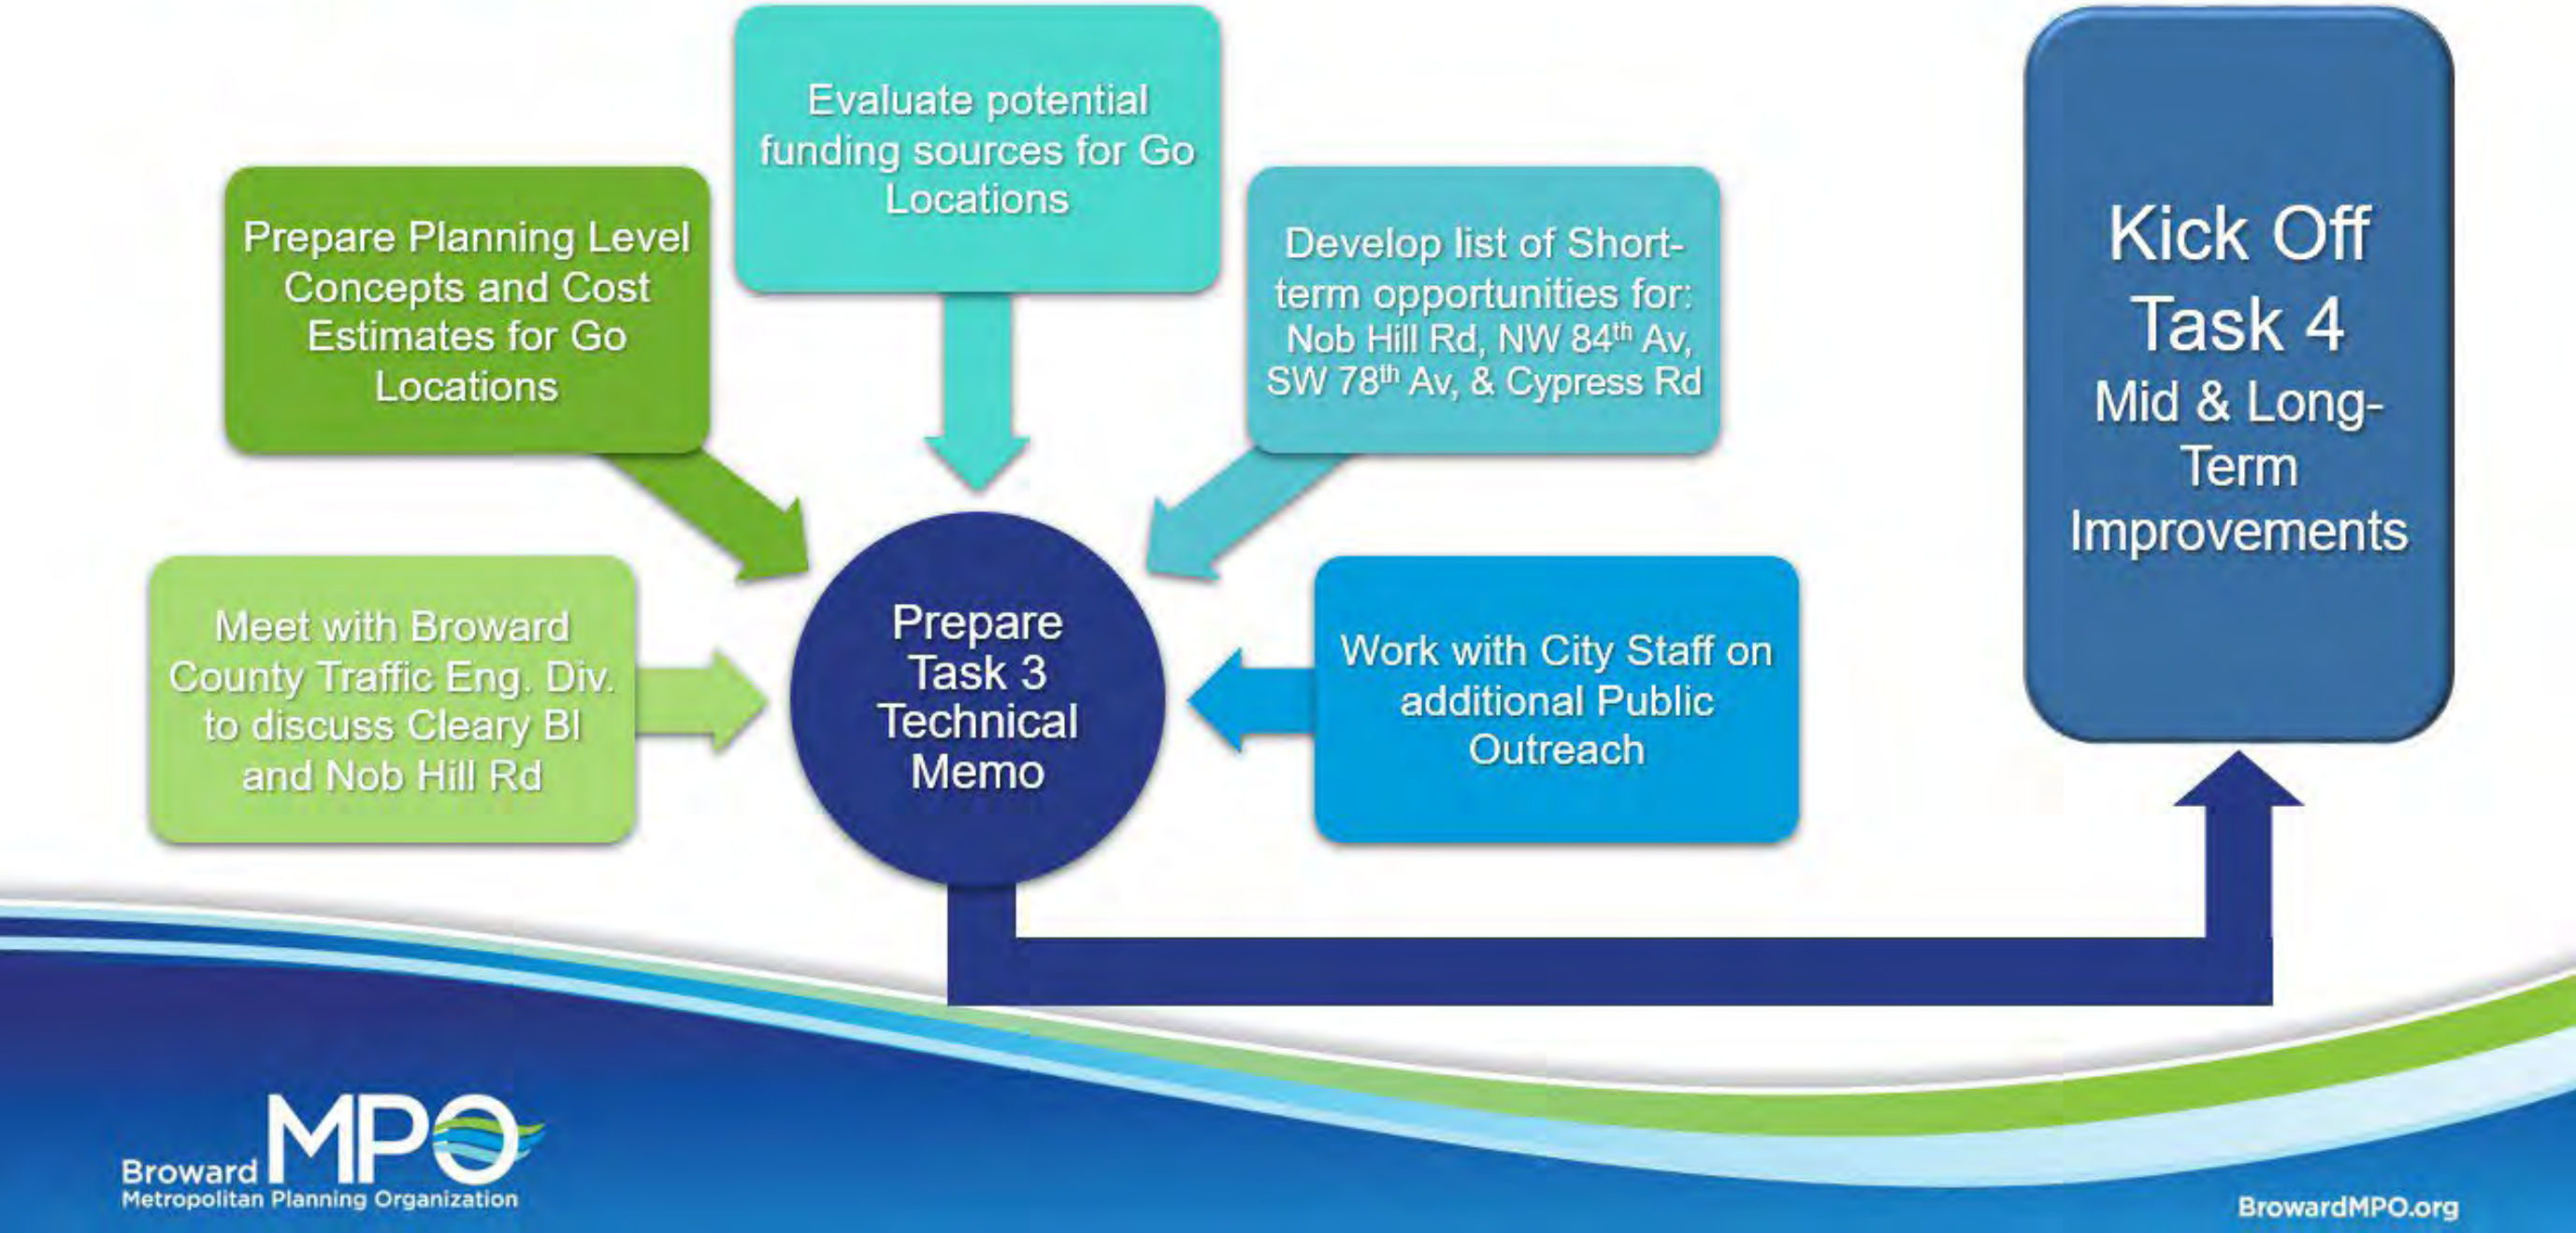 Evaluate potential
funding sources for Go
Locations
Prepare Planning Level
Concepts and Cost
Estimates for Go
Locations
Develop list of Short-
term opportunities for:
Nob Hill Rd, NW 84th Av,
SW 78th Av, & Cypress Rd
Meet with Broward
County Traffic Eng. Div.
to discuss Cleary Bl
and Nob Hill Rd
Prepare
Task 3
Technical
Memo
Work with City Staff on
additional Public
Outreach
Kick Off
Task 4
Mid & Long-
Term
Improvements
Broward MPO
Metropolitan Planning Organization
BrowardMPO.org